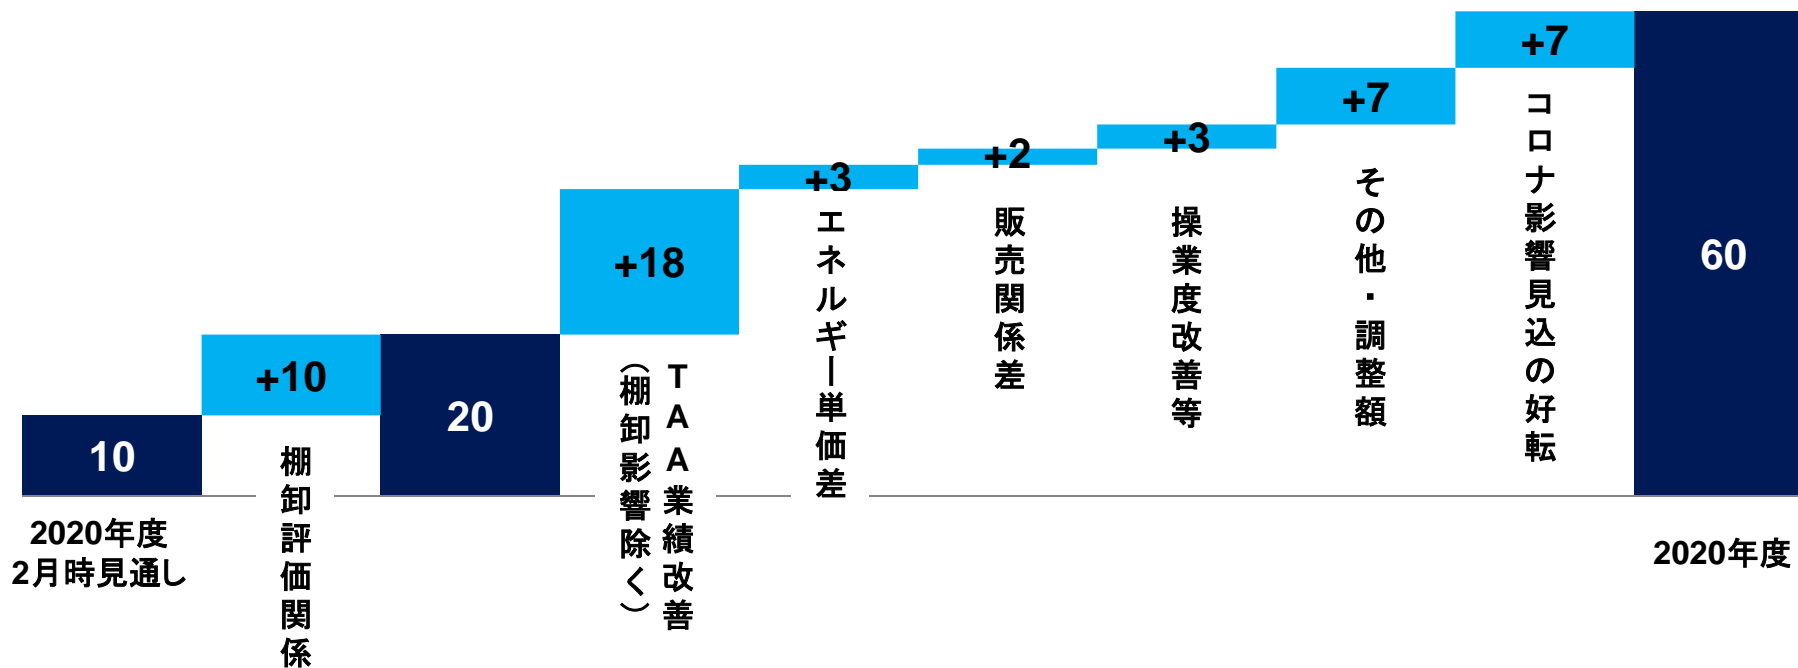 10
2020年度
2月時見通し
+10
棚卸評価関係
20
+18
TAA業績改善
（棚卸影響除く）
+3
エネルギー単価差
+2
販売関係差
+3
操業度改善等
+7
その他・調整額
+7
コロナ影響見込の好転
60
2020年度